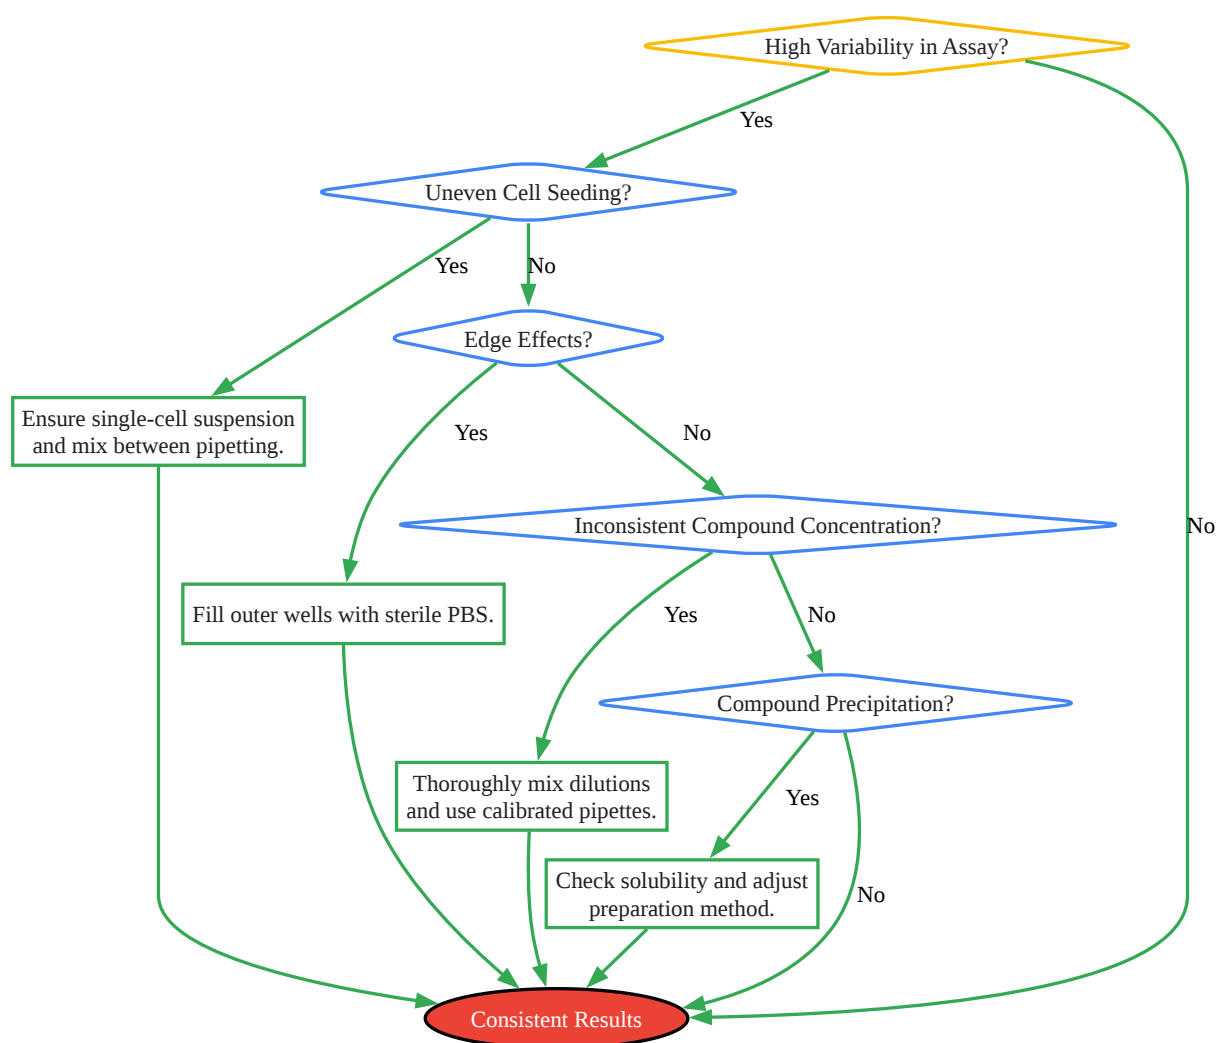 High Variability in Assay?
Yes
Uneven Cell Seeding?
Yes
No
Edge Effects?
Ensure single-cell suspension
and mix between pipetting.
Yes
No
Inconsistent Compound Concentration?
No
Fill outer wells with sterile PBS.
Yes
No
Compound Precipitation?
Thoroughly mix dilutions
and use calibrated pipettes.
Yes
Check solubility and adjust
preparation method.
No
Consistent Results